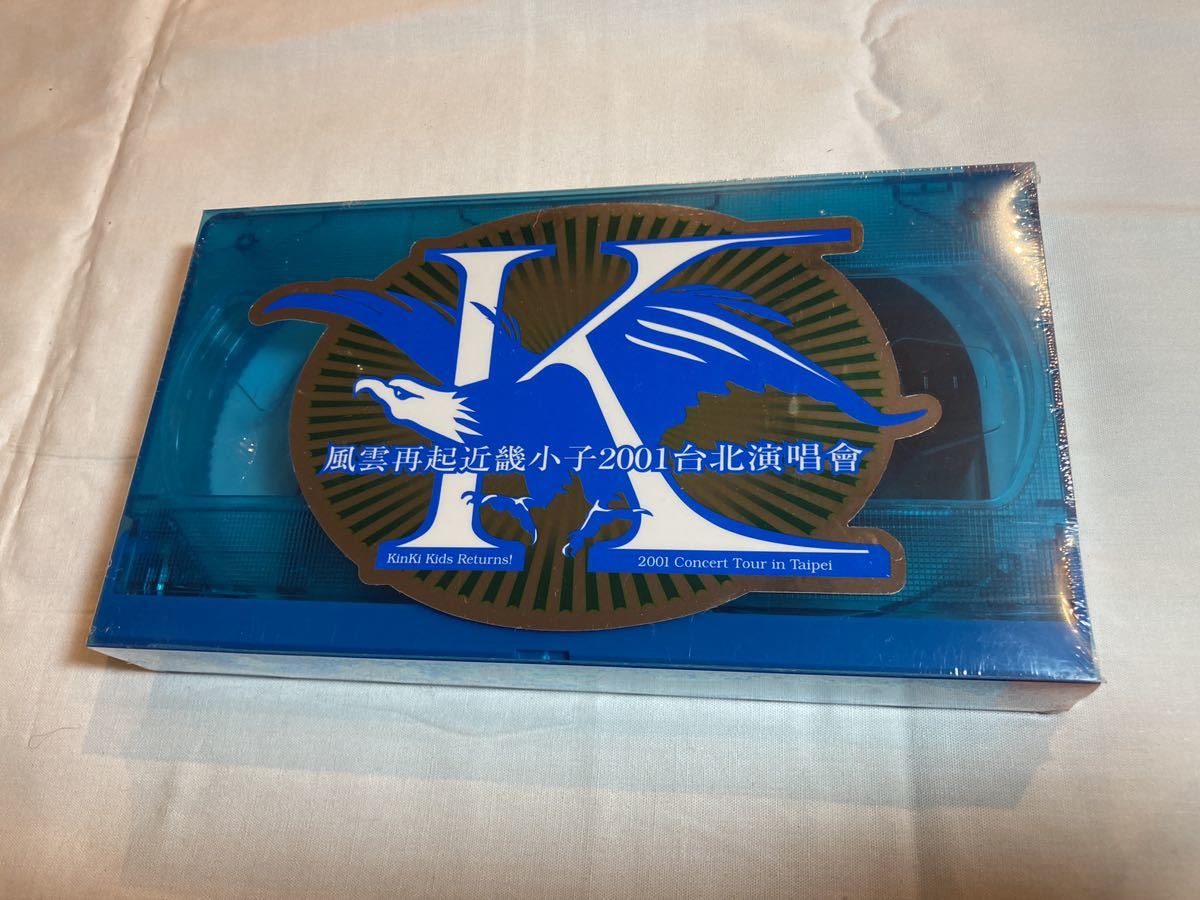 K
風雲再起近畿小子2001台北演唱會
KinKi Kids Returns!
2001 Concert Tour in Taipei